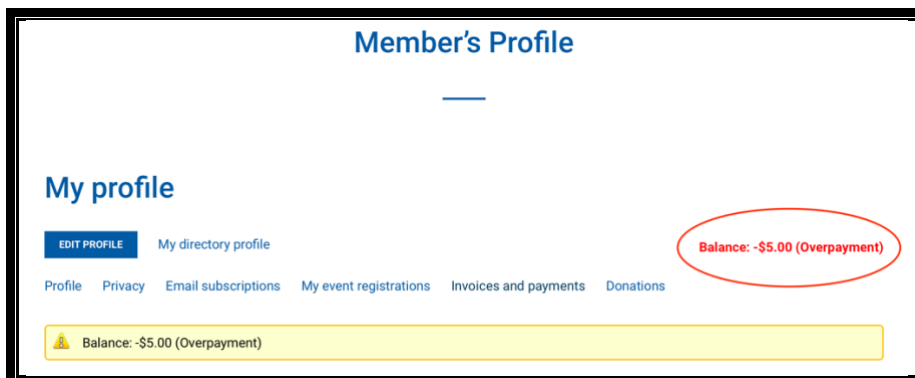 Member's Profile
My profile
EDIT PROFILE My directory profile Balance: -$5.00 (Overpayment)
Profile Privacy Email subscriptions My event registrations Invoices and payments Donations
Balance: -$5.00 (Overpayment)